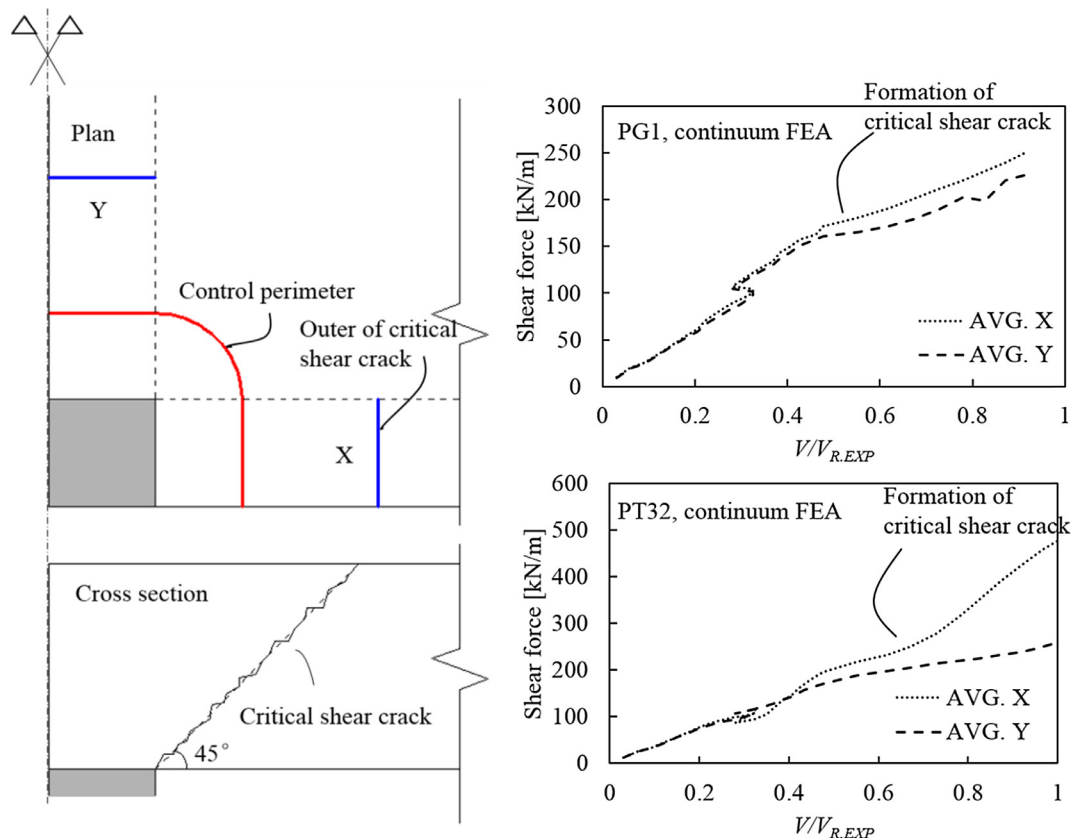 Plan
Y
Control perimeter
Outer of critical
shear crack
X
Cross section
Critical shear crack
45°
Formation of
critical shear crack
PG1, continuum FEA
Shear force [kN/m]
300
250
200
150
100
50
0
AVG. X
AVG. Y
0 0.2 0.4 0.6 0.8 1
V/V_{R.EXP}
PT32, continuum FEA
Formation of
critical shear crack
Shear force [kN/m]
600
500
400
300
200
100
0
AVG. X
AVG. Y
0 0.2 0.4 0.6 0.8 1
V/V_{R.EXP}